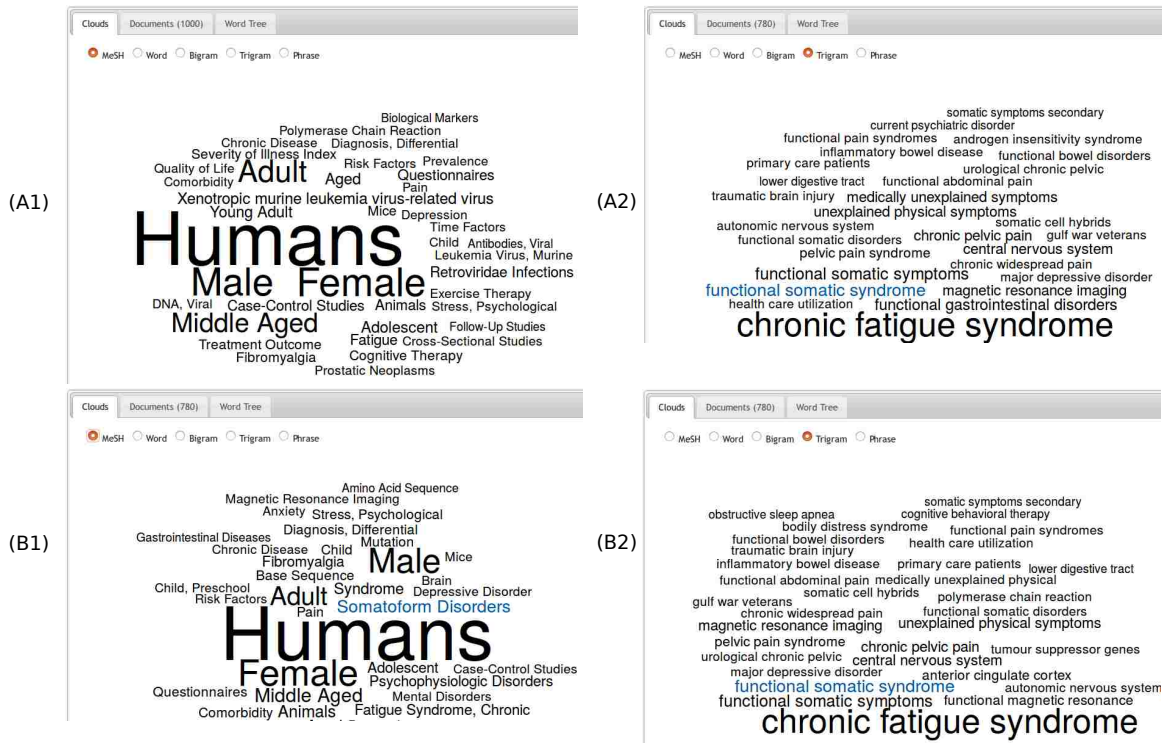 Clouds Documents (1000) Word Tree
MeSH Word Bigram Trigram Phrase
Biological Markers
Polymerase Chain Reaction
Chronic Disease Diagnosis, Differential
Severity of Illness Index
Risk Factors Prevalence
Quality of Life Adult Questionnaires
Comorbidity Aged
Pain
Xenotropic murine leukemia virus-related virus
Young Adult Mice Depression
Time Factors
Humans Child Antibodies, Viral
Leukemia Virus, Murine
Male Female Retroviridae Infections
Exercise Therapy
DNA, Viral Case-Control Studies Animals Stress, Psychological
Middle Aged Adolescent Follow-Up Studies
Treatment Outcome Fatigue Cross-Sectional Studies
Fibromyalgia Cognitive Therapy
Prostatic Neoplasms
(A1)
Clouds Documents (780) Word Tree
MeSH Word Bigram Trigram Phrase
somatic symptoms secondary
current psychiatric disorder
functional pain syndromes androgen insensitivity syndrome
inflammatory bowel disease functional bowel disorders
primary care patients urological chronic pelvic
lower digestive tract functional abdominal pain
traumatic brain injury medically unexplained symptoms
unexplained physical symptoms
autonomic nervous system somatic cell hybrids
functional somatic disorders chronic pelvic pain gulf war veterans
pelvic pain syndrome central nervous system
chronic widespread pain
functional somatic symptoms major depressive disorder
functional somatic syndrome magnetic resonance imaging
health care utilization functional gastrointestinal disorders
chronic fatigue syndrome
(A2)
Clouds Documents (780) Word Tree
MeSH Word Bigram Trigram Phrase
Amino Acid Sequence
Magnetic Resonance Imaging
Anxiety Stress, Psychological
Diagnosis, Differential
Gastrointestinal Diseases Mutation
Chronic Disease Child
Fibromyalgia Male Mice
Base Sequence
Child, Preschool Syndrome Brain
Risk Factors Adult Depressive Disorder
Pain Somatoform Disorders
Humans
Female Adolescent Case-Control Studies
Psychophysiologic Disorders
Questionnaires Middle Aged Mental Disorders
Comorbidity Animals Fatigue Syndrome, Chronic
(B1)
Clouds Documents (780) Word Tree
MeSH Word Bigram Trigram Phrase
somatic symptoms secondary
obstructive sleep apnea cognitive behavioral therapy
bodily distress syndrome functional pain syndromes
functional bowel disorders health care utilization
traumatic brain injury
inflammatory bowel disease primary care patients lower digestive tract
functional abdominal pain medically unexplained physical
somatic cell hybrids polymerase chain reaction
gulf war veterans
chronic widespread pain functional somatic disorders
magnetic resonance imaging unexplained physical symptoms
pelvic pain syndrome chronic pelvic pain tumour suppressor genes
urological chronic pelvic central nervous system
major depressive disorder anterior cingulate cortex
functional somatic syndrome autonomic nervous system
functional somatic symptoms functional magnetic resonance
chronic fatigue syndrome
(B2)